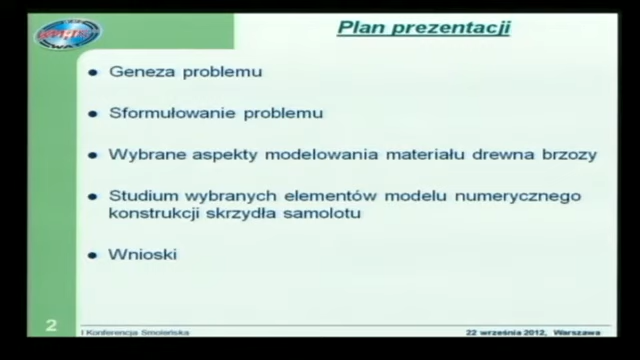 Plan prezentacji
Geneza problemu
Sformułowanie problemu
Wybrane aspekty modelowania materiału drewna brzozy
Studium wybranych elementów modelu numerycznego
konstrukcji skrzydła samolotu
Wnioski
2
I Konferencja Smoleńska
22 września 2012, Warszawa